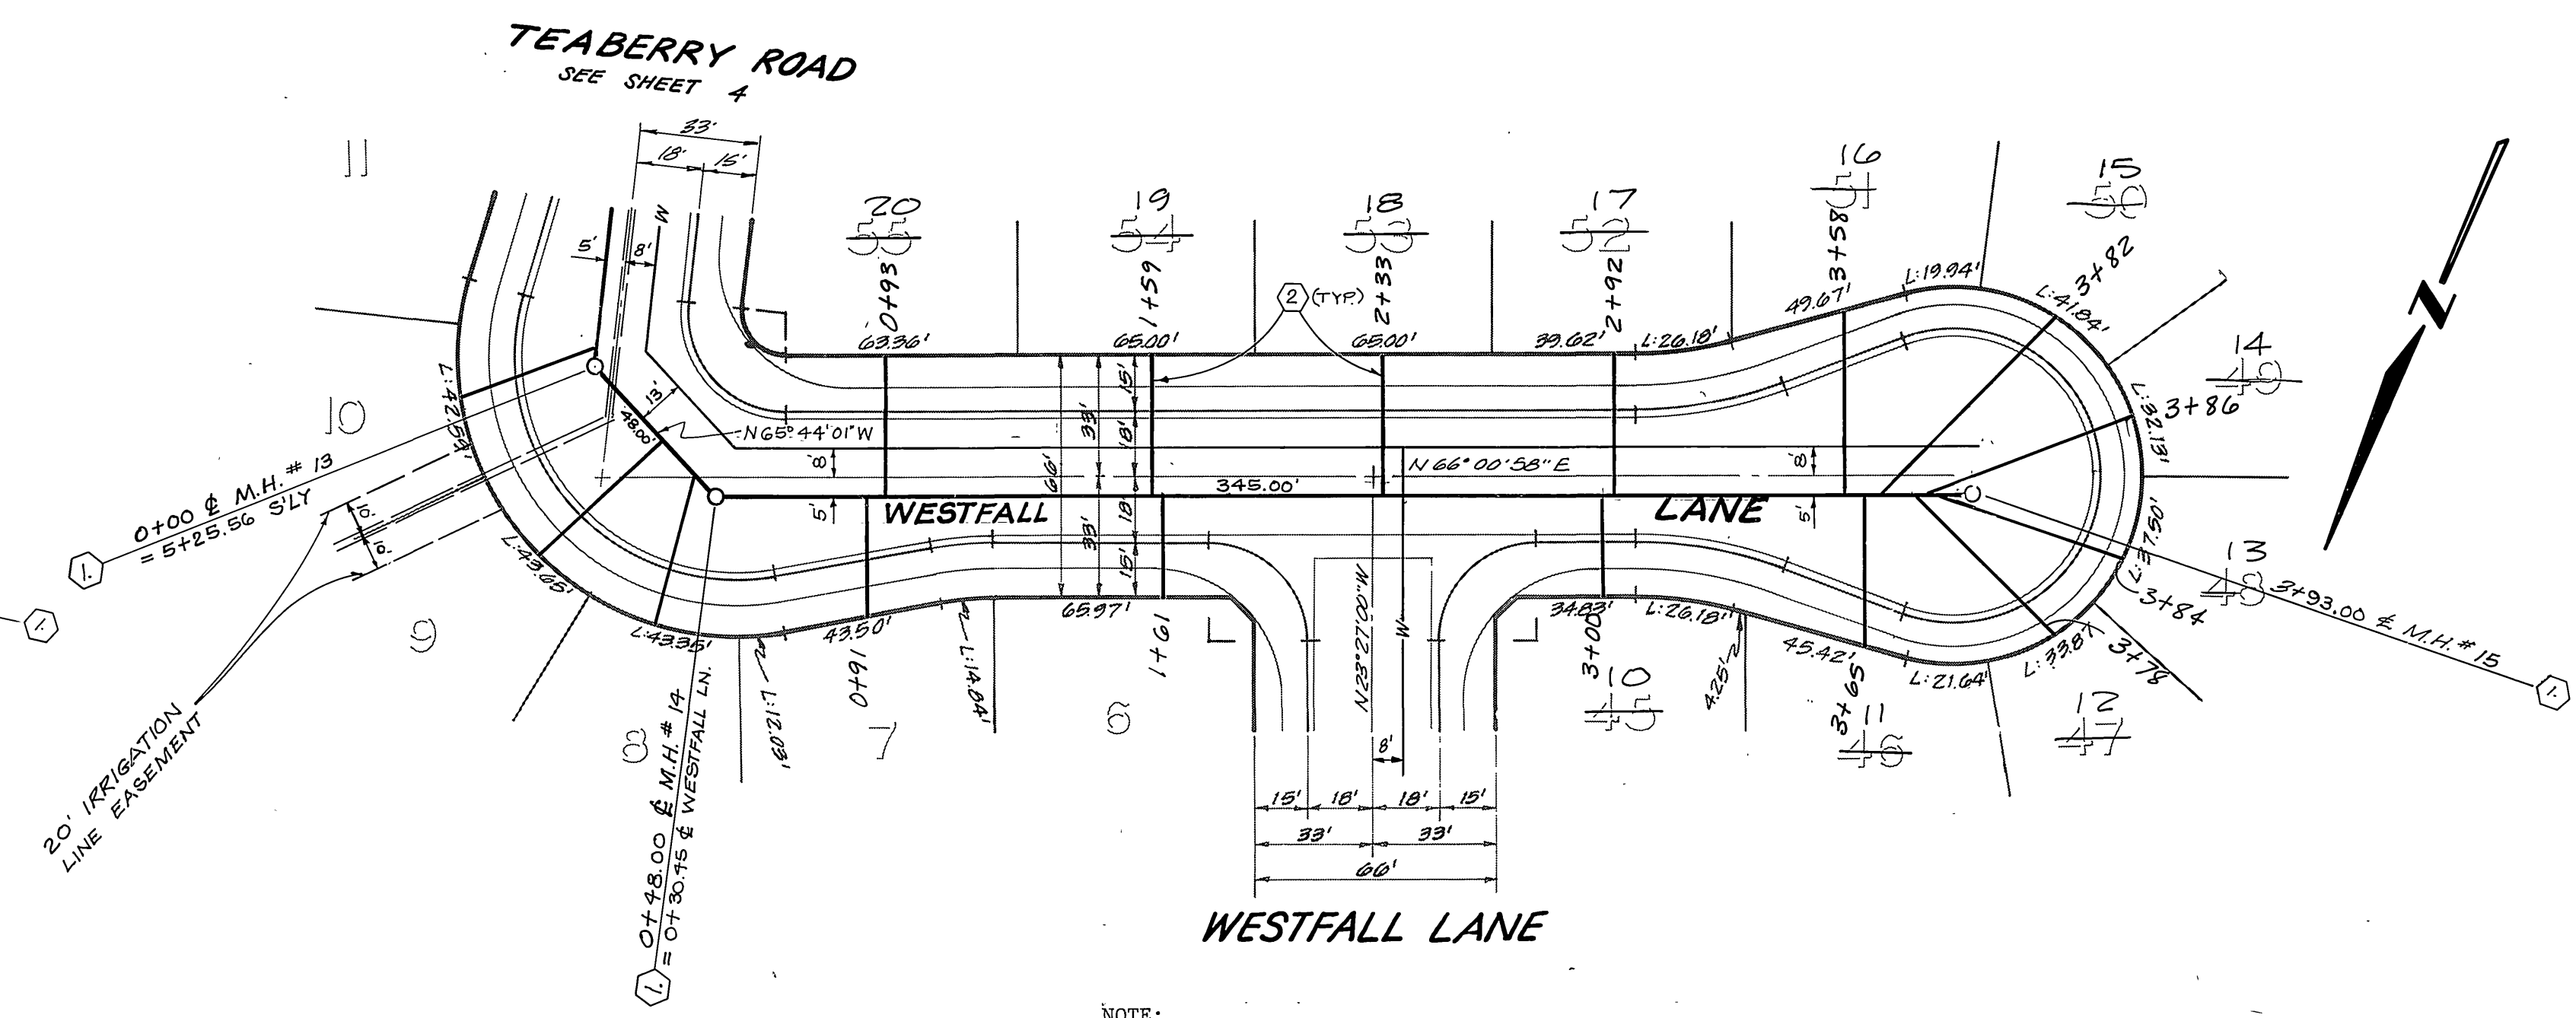 TEABERRY ROAD
SEE SHEET 4
33'
18' 15'
11
5'
8'
W
20
55
0+93
63.36'
19
54
1+59
65.00'
2 (TYP.)
18
53
2+33
65.00'
17
52
2+92
39.62'
L:26.18'
16
51
3+58
49.67'
L:19.94'
15
50
3+82
L:41.84'
14
49
3+86
L:32.13'
N
10
L:42.59'
48.00'
13'
N65°44'01"W
8'
66'
33'
33'
15'
18'
18'
15'
N 66°00'58"E
8'
345.00'
5'
WESTFALL LANE
5'
0+00 ₵ M.H. # 13
= 5+25.56 S'LY
1.
1.
10'
10'
20' IRRIGATION
LINE EASEMENT
L:43.65'
9
L:43.35'
8
0+48.00 ₵ M.H. # 14
= 0+30.45 ₵ WESTFALL LN.
1.
L:12.05'
43.50'
0+91
7
L:14.84'
65.97'
1+61
6
N23°27'00"W
W
8'
34.83'
3+00
10
45
L:26.18'
4.25'
45.42'
3+65
11
46
L:21.64'
L:33.87'
3+78
12
47
L:37.50'
3+84
13
48
3+93.00 ₵ M.H. # 15
1.
15' 18' 18' 15'
33' 33'
66'
WESTFALL LANE
NOTE: